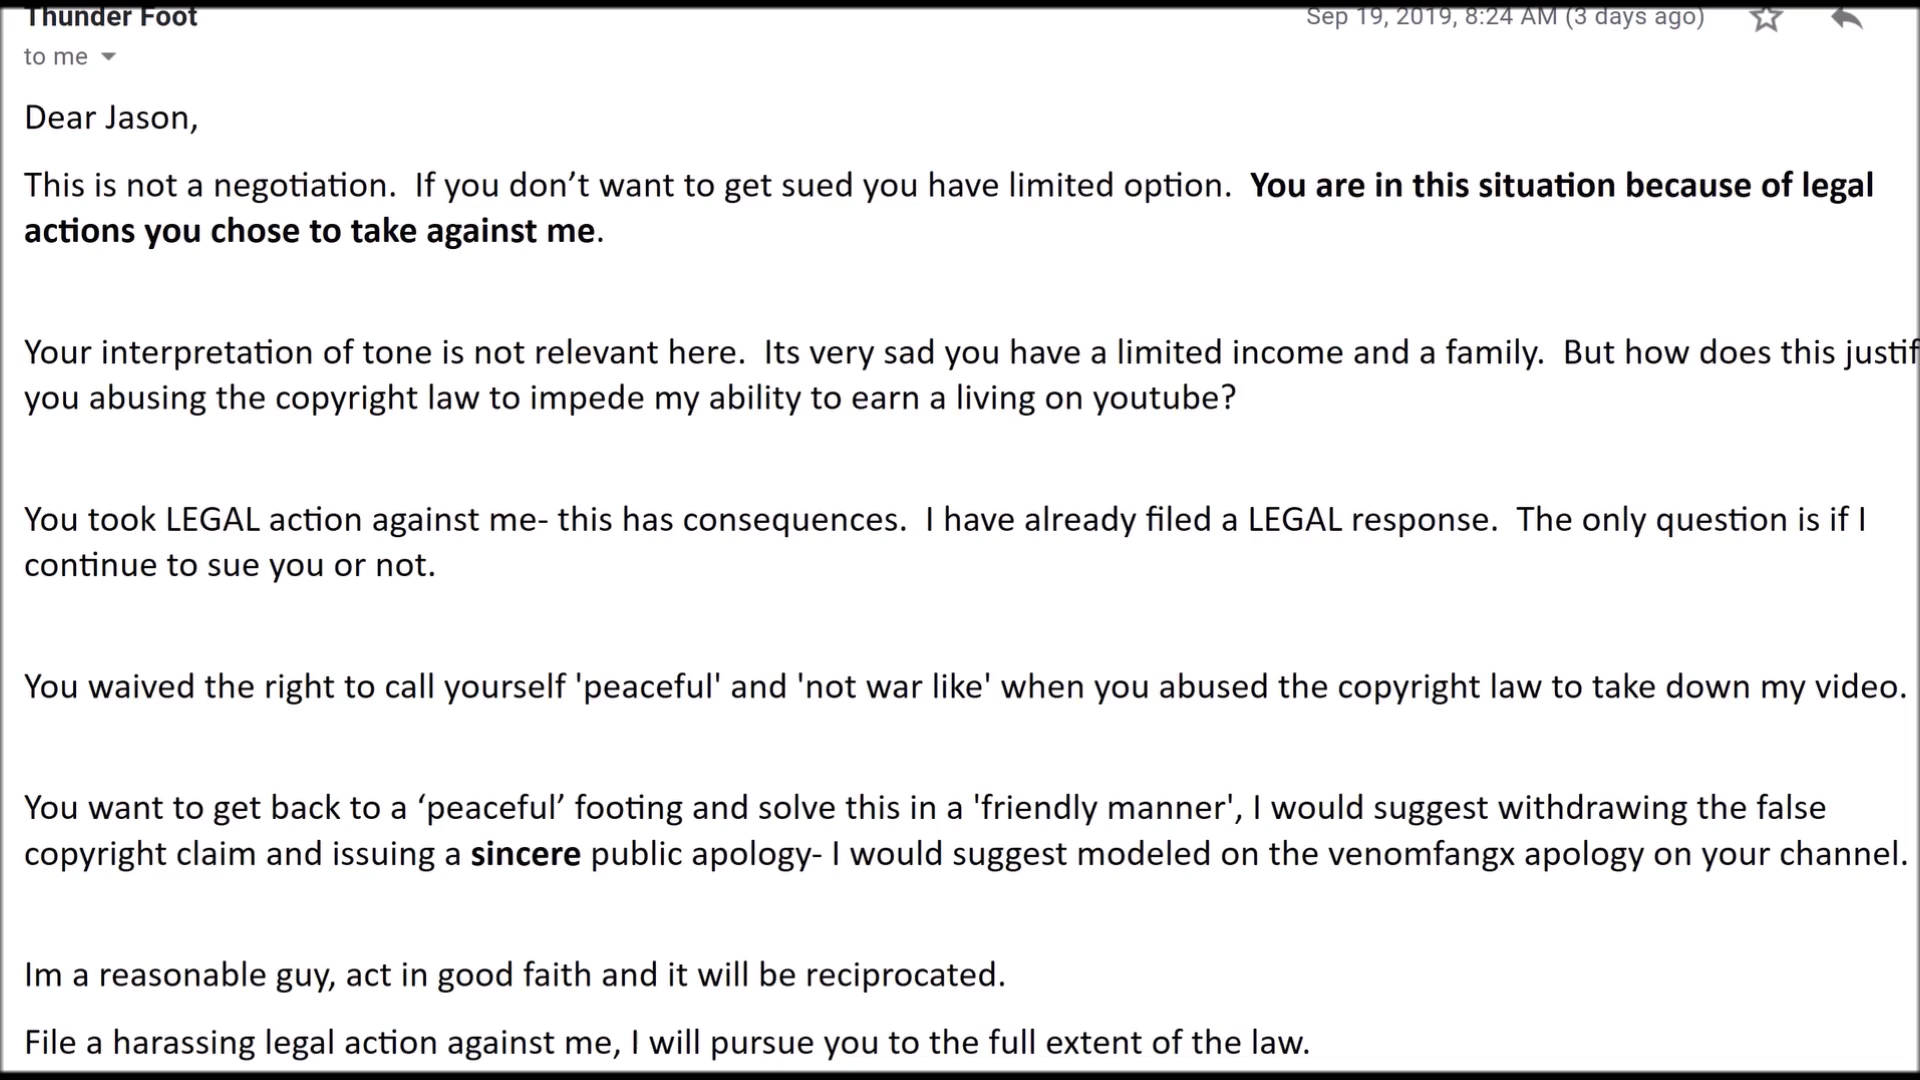 Thunder Foot
Sep 19, 2019, 8:24 AM (3 days ago)
to me
Dear Jason,
This is not a negotiation.  If you don’t want to get sued you have limited option.  You are in this situation because of legal
actions you chose to take against me.
Your interpretation of tone is not relevant here.  Its very sad you have a limited income and a family.  But how does this justif
you abusing the copyright law to impede my ability to earn a living on youtube?
You took LEGAL action against me- this has consequences.  I have already filed a LEGAL response.  The only question is if I
continue to sue you or not.
You waived the right to call yourself 'peaceful' and 'not war like' when you abused the copyright law to take down my video.
You want to get back to a ‘peaceful’ footing and solve this in a 'friendly manner', I would suggest withdrawing the false
copyright claim and issuing a sincere public apology- I would suggest modeled on the venomfangx apology on your channel.
Im a reasonable guy, act in good faith and it will be reciprocated.
File a harassing legal action against me, I will pursue you to the full extent of the law.